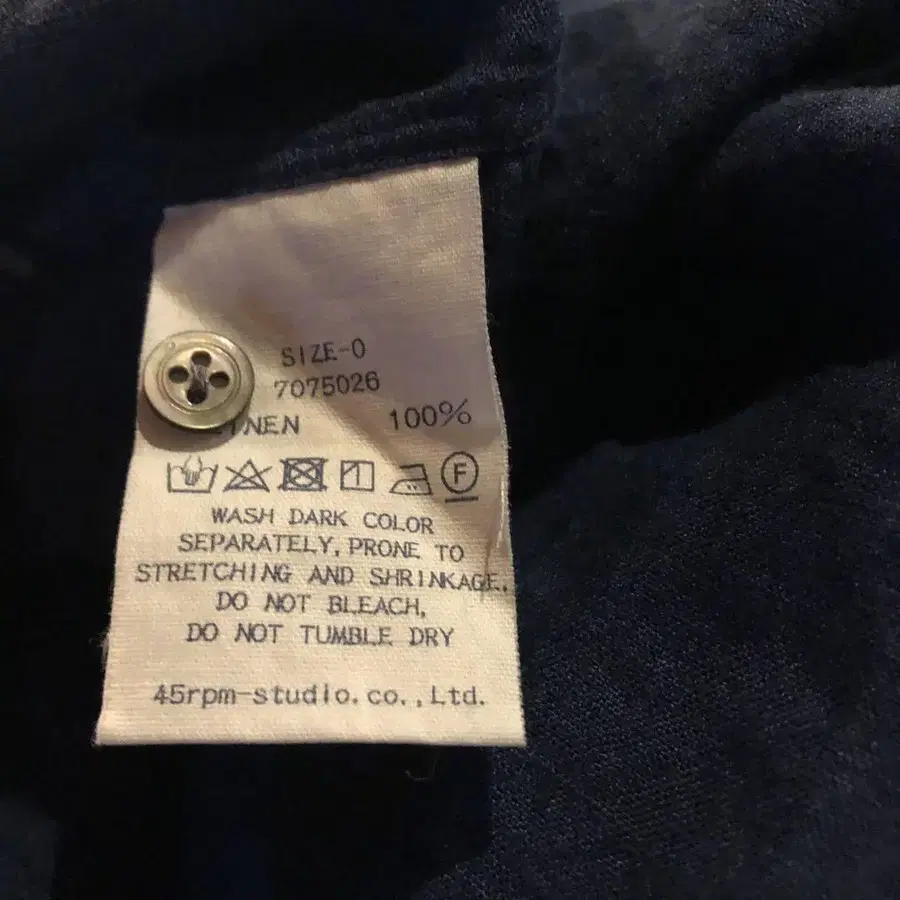 SIZE-0
7075026
LINEN 100%
F
WASH DARK COLOR
SEPARATELY, PRONE TO
STRETCHING AND SHRINKAGE,
DO NOT BLEACH,
DO NOT TUMBLE DRY
45rpm-studio.co.,Ltd.